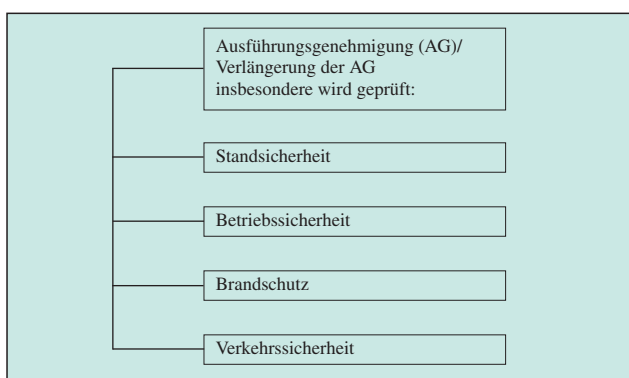 Ausführungsgenehmigung (AG)/
Verlängerung der AG
insbesondere wird geprüft:
Standsicherheit
Betriebssicherheit
Brandschutz
Verkehrssicherheit